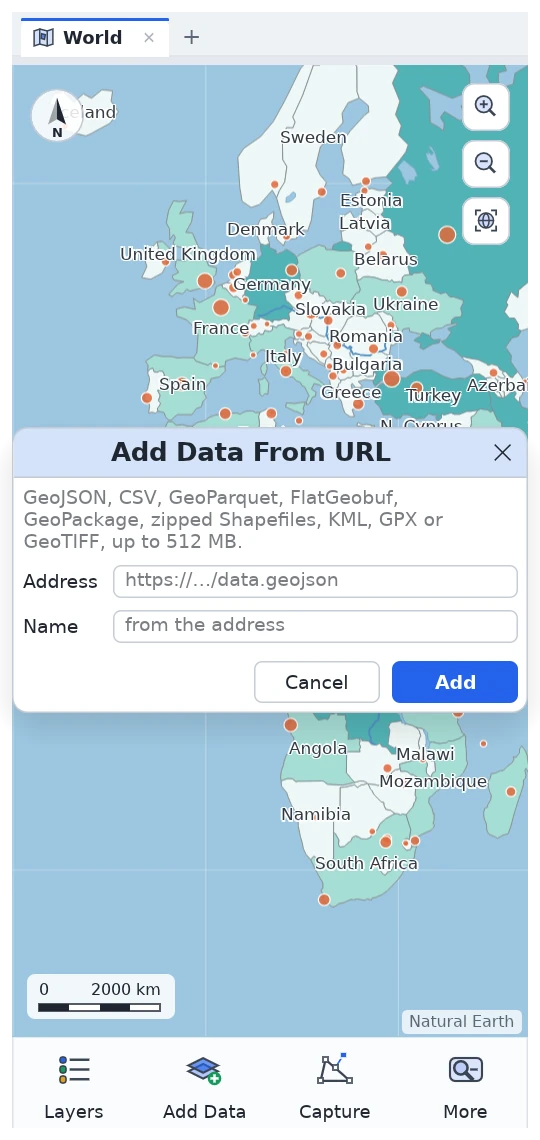 World × +
eland
N
Sweden
Estonia
Latvia
Denmark
United Kingdom
Belarus
Germany
Slovakia
Ukraine
France
Romania
Italy
Bulgaria
Spain
Greece
Turkey
Azerba
N. Cyprus
Add Data From URL
GeoJSON, CSV, GeoParquet, FlatGeobuf,
GeoPackage, zipped Shapefiles, KML, GPX or
GeoTIFF, up to 512 MB.
Address https://…/data.geojson
Name from the address
Cancel Add
Angola
Malawi
Mozambique
Namibia
South Africa
0 2000 km
Natural Earth
Layers Add Data Capture More